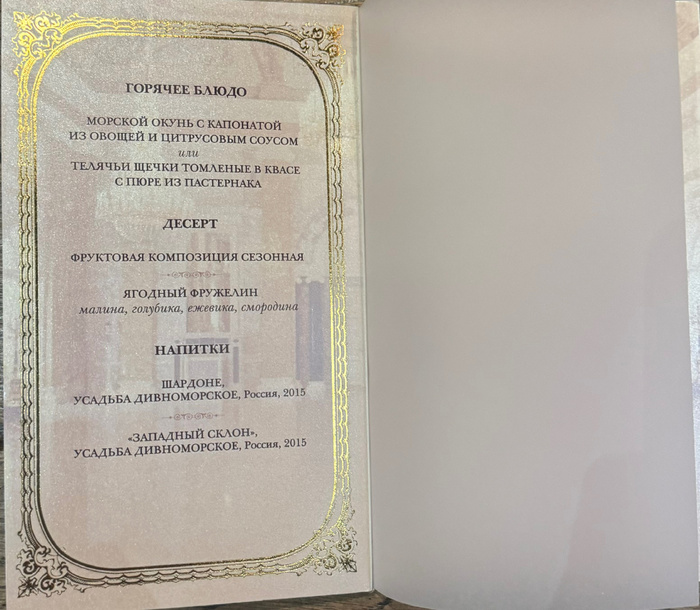 ГОРЯЧЕЕ БЛЮДО
МОРСКОЙ ОКУНЬ С КАПОНАТОЙ
ИЗ ОВОЩЕЙ И ЦИТРУСОВЫМ СОУСОМ
или
ТЕЛЯЧЬИ ЩЕЧКИ ТОМЛЕНЫЕ В КВАСЕ
С ПЮРЕ ИЗ ПАСТЕРНАКА
ДЕСЕРТ
ФРУКТОВАЯ КОМПОЗИЦИЯ СЕЗОННАЯ
ЯГОДНЫЙ ФРУЖЕЛИН
малина, голубика, ежевика, смородина
НАПИТКИ
ШАРДОНЕ,
УСАДЬБА ДИВНОМОРСКОЕ, Россия, 2015
«ЗАПАДНЫЙ СКЛОН»,
УСАДЬБА ДИВНОМОРСКОЕ, Россия, 2015